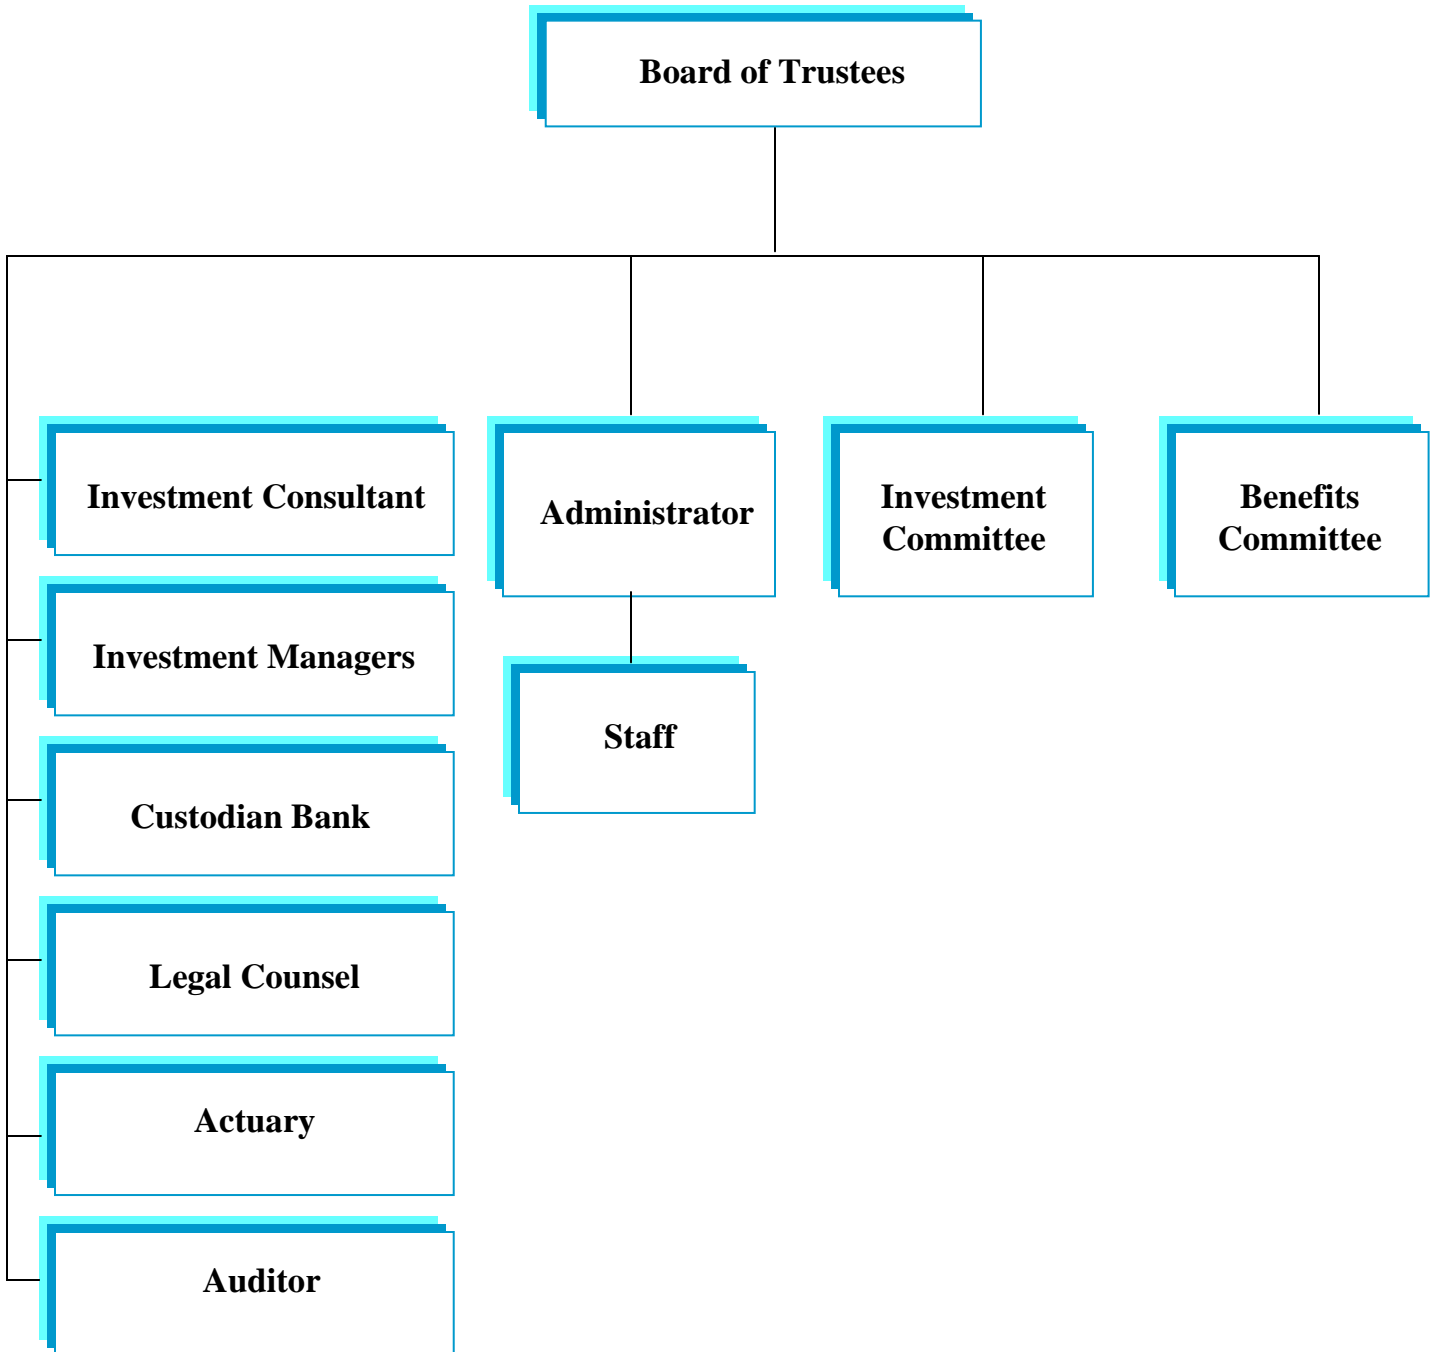 Board of Trustees
Investment Consultant
Administrator
Investment
Committee
Benefits
Committee
Investment Managers
Staff
Custodian Bank
Legal Counsel
Actuary
Auditor